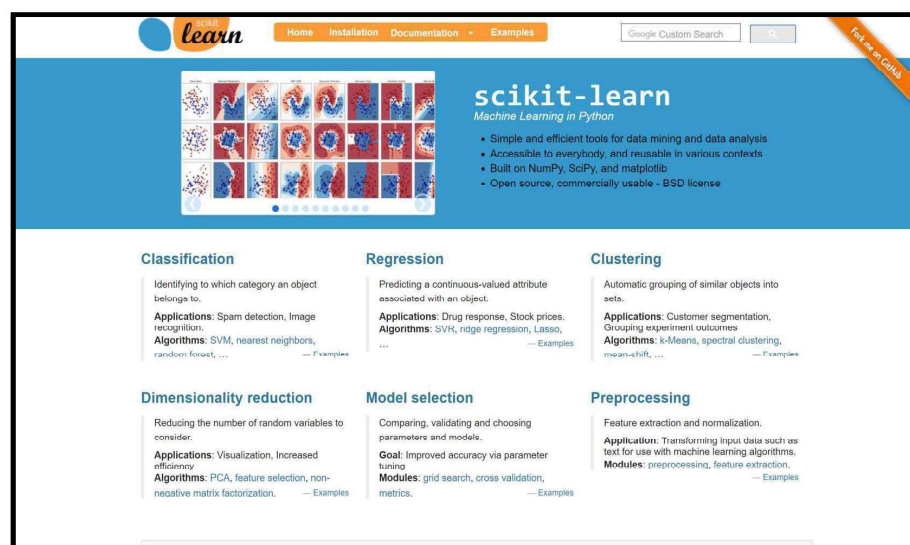 scikit
learn
Home Installation Documentation Examples
Google Custom Search
Fork me on GitHub
scikit-learn
Machine Learning in Python
• Simple and efficient tools for data mining and data analysis
• Accessible to everybody, and reusable in various contexts
• Built on NumPy, SciPy, and matplotlib
• Open source, commercially usable - BSD license
Classification
Identifying to which category an object
belongs to.
Applications: Spam detection, Image
recognition.
Algorithms: SVM, nearest neighbors,
random forest, ... — Examples
Regression
Predicting a continuous-valued attribute
associated with an object.
Applications: Drug response, Stock prices.
Algorithms: SVR, ridge regression, Lasso,
... — Examples
Clustering
Automatic grouping of similar objects into
sets.
Applications: Customer segmentation,
Grouping experiment outcomes
Algorithms: k-Means, spectral clustering,
mean-shift, ... — Examples
Dimensionality reduction
Reducing the number of random variables to
consider.
Applications: Visualization, Increased
efficiency
Algorithms: PCA, feature selection, non-
negative matrix factorization. — Examples
Model selection
Comparing, validating and choosing
parameters and models.
Goal: Improved accuracy via parameter
tuning
Modules: grid search, cross validation,
metrics. — Examples
Preprocessing
Feature extraction and normalization.
Application: Transforming input data such as
text for use with machine learning algorithms.
Modules: preprocessing, feature extraction.
— Examples